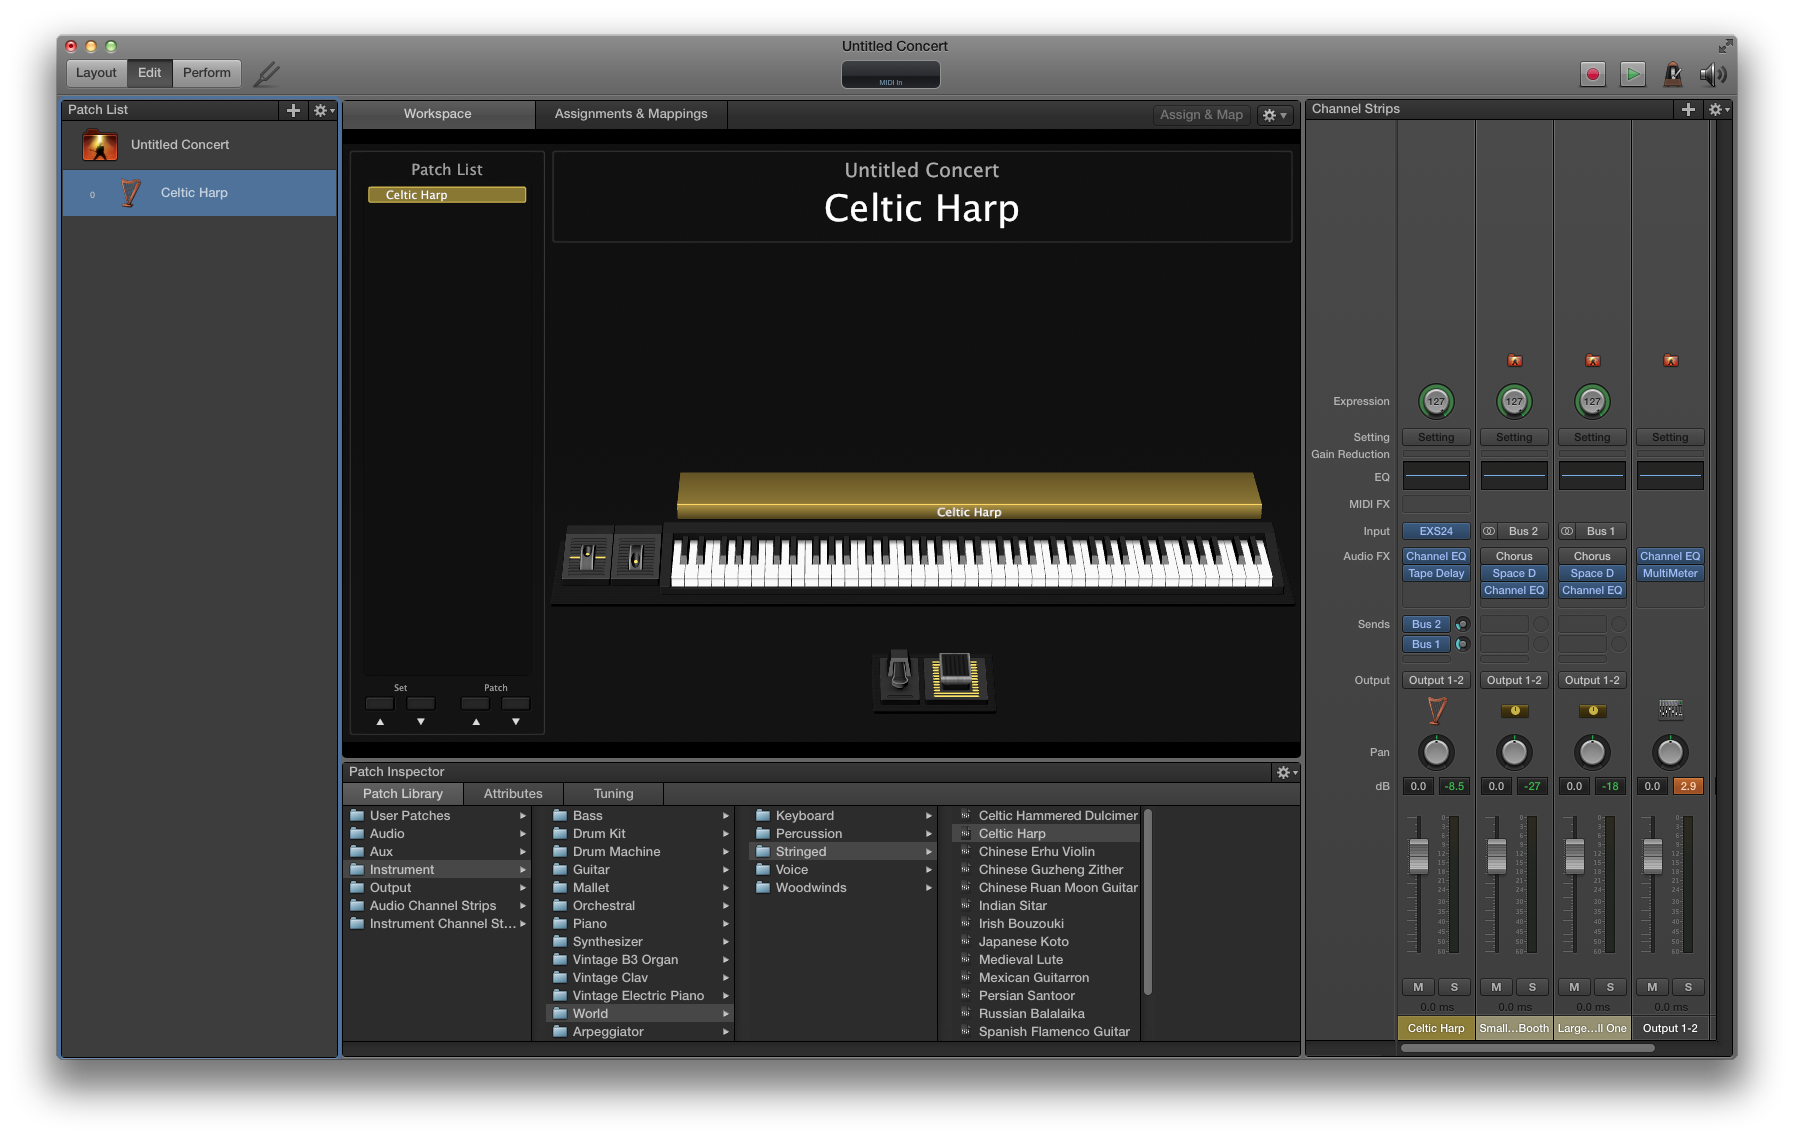 Untitled Concert
Layout Edit Perform
MIDI In
Patch List
Untitled Concert
0 Celtic Harp
Workspace Assignments & Mappings Assign & Map
Patch List
Celtic Harp
Untitled Concert
Celtic Harp
Celtic Harp
Set Patch
Patch Inspector
Patch Library Attributes Tuning
User Patches
Audio
Aux
Instrument
Output
Audio Channel Strips
Instrument Channel St...
Bass
Drum Kit
Drum Machine
Guitar
Mallet
Orchestral
Piano
Synthesizer
Vintage B3 Organ
Vintage Clav
Vintage Electric Piano
World
Arpeggiator
Keyboard
Percussion
Stringed
Voice
Woodwinds
Celtic Hammered Dulcimer
Celtic Harp
Chinese Erhu Violin
Chinese Guzheng Zither
Chinese Ruan Moon Guitar
Indian Sitar
Irish Bouzouki
Japanese Koto
Medieval Lute
Mexican Guitarron
Persian Santoor
Russian Balalaika
Spanish Flamenco Guitar
Channel Strips
Expression 127 127 127
Setting Setting Setting Setting Setting
Gain Reduction
EQ
MIDI FX
Input EXS24 Bus 2 Bus 1
Audio FX Channel EQ Chorus Chorus Channel EQ
Tape Delay Space D Space D MultiMeter
Channel EQ Channel EQ
Sends Bus 2
Bus 1
Output Output 1-2 Output 1-2 Output 1-2
Pan
dB 0.0 -8.5 0.0 -27 0.0 -18 0.0 2.9
M S M S M S M S
0.0 ms 0.0 ms 0.0 ms 0.0 ms
Celtic Harp Small...Booth Large...ll One Output 1-2